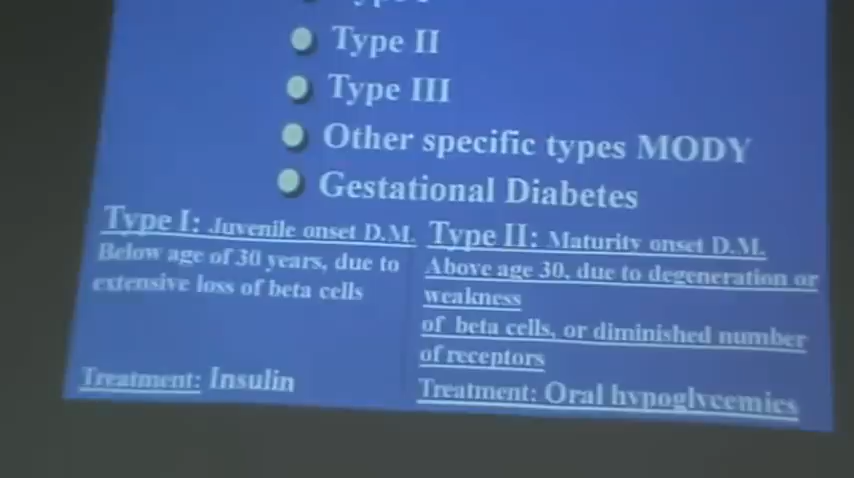 Type I
Type II
Type III
Other specific types MODY
Gestational Diabetes
Type I: Juvenile onset D.M.
Below age of 30 years, due to
extensive loss of beta cells
Treatment: Insulin
Type II: Maturity onset D.M.
Above age 30, due to degeneration or
weakness
of beta cells, or diminished number
of receptors
Treatment: Oral hypoglycemics